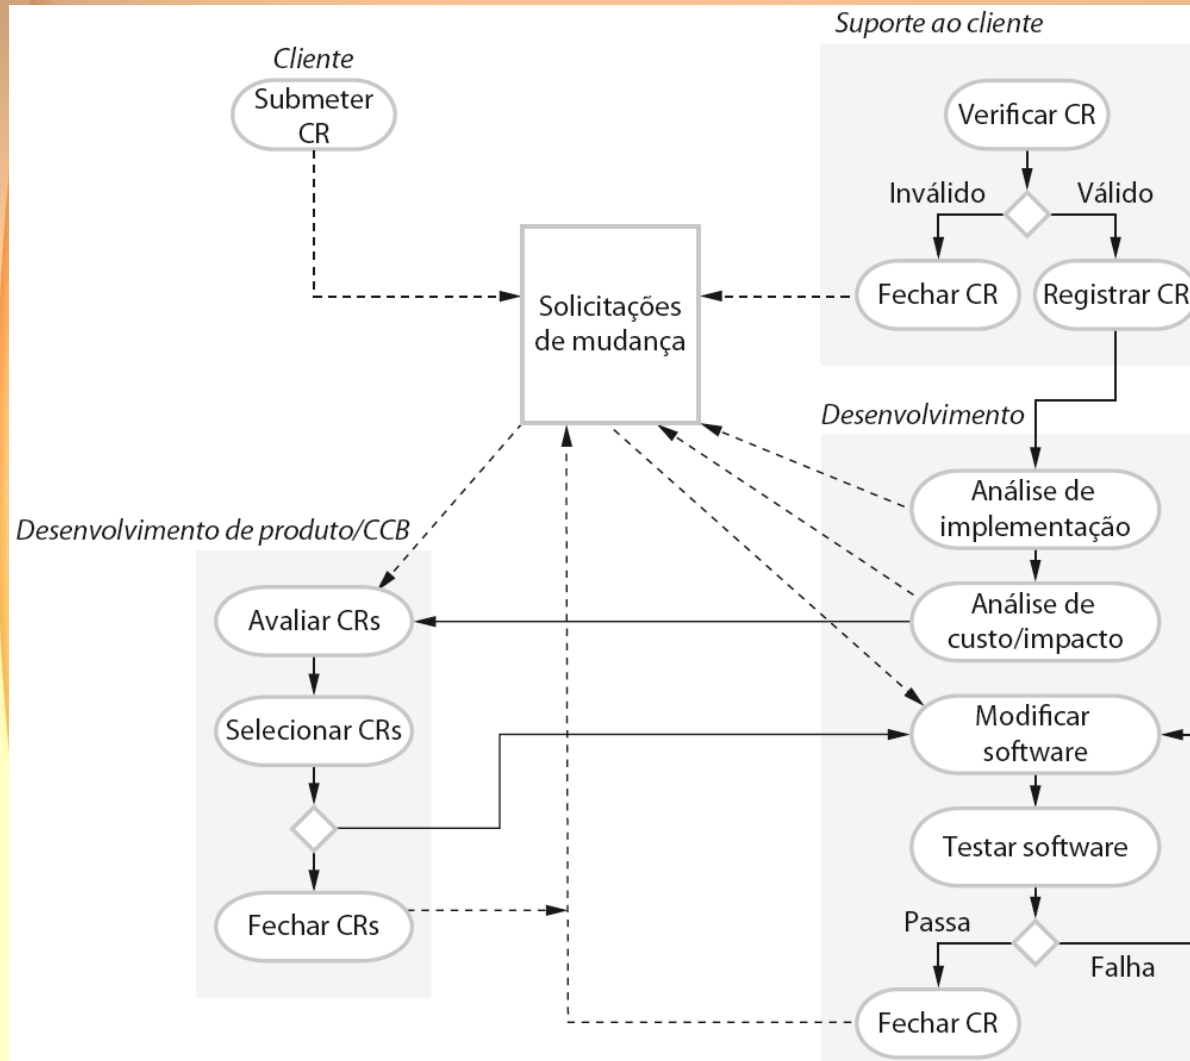 Suporte ao cliente
Cliente
Submeter
CR
Verificar CR
Inválido
Válido
Fechar CR
Registrar CR
Solicitações
de mudança
Desenvolvimento
Análise de
implementação
Desenvolvimento de produto/CCB
Avaliar CRs
Análise de
custo/impacto
Selecionar CRs
Modificar
software
Testar software
Fechar CRs
Passa
Falha
Fechar CR